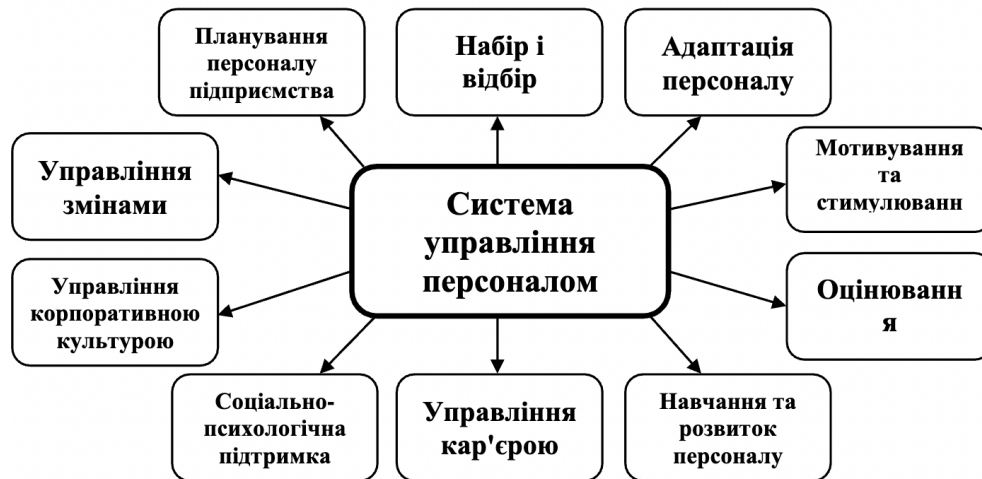 Планування
персоналу
підприємства
Набір і
відбір
Адаптація
персоналу
Управління
змінами
Система
управління
персоналом
Мотивування
та
стимулюванн
Управління
корпоративною
культурою
Оцінюванн
я
Соціально-
психологічна
підтримка
Управління
кар'єрою
Навчання та
розвиток
персоналу